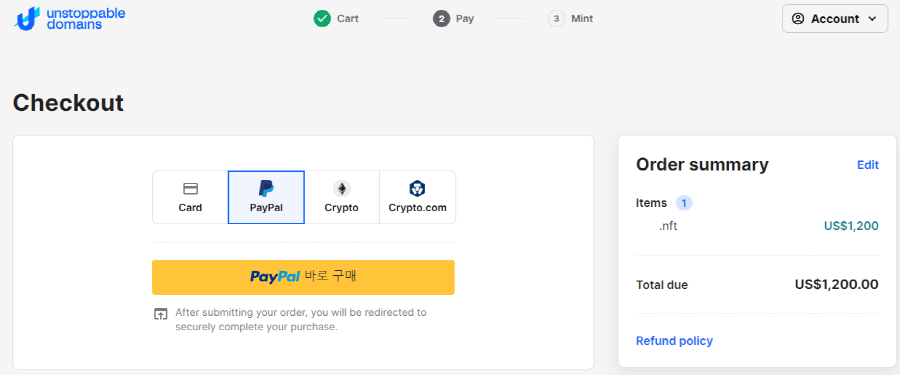 unstoppable
domains
Cart
2 Pay
3 Mint
Account
Checkout
Card
PayPal
Crypto
Crypto.com
PayPal 바로 구매
After submitting your order, you will be redirected to
securely complete your purchase.
Order summary
Edit
Items 1
.nft US$1,200
Total due US$1,200.00
Refund policy